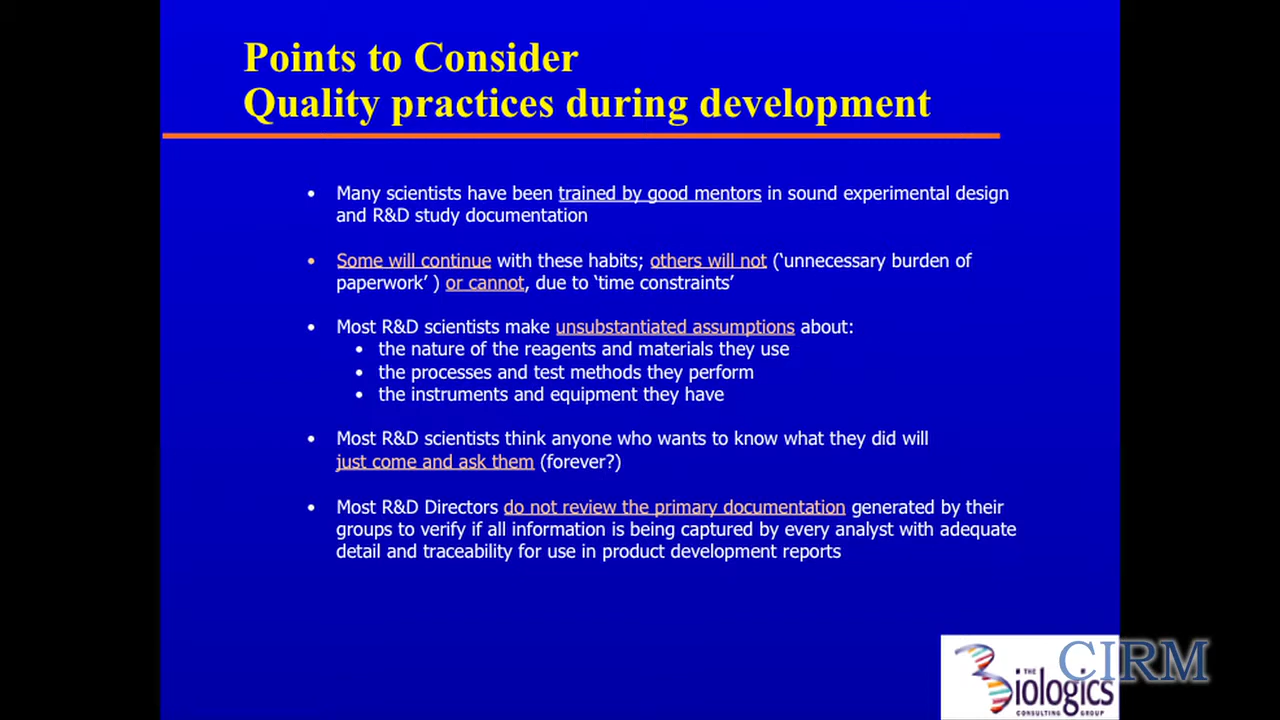 Points to Consider
Quality practices during development
• Many scientists have been trained by good mentors in sound experimental design
and R&D study documentation
• Some will continue with these habits; others will not (‘unnecessary burden of
paperwork’ ) or cannot, due to ‘time constraints’
• Most R&D scientists make unsubstantiated assumptions about:
• the nature of the reagents and materials they use
• the processes and test methods they perform
• the instruments and equipment they have
• Most R&D scientists think anyone who wants to know what they did will
just come and ask them (forever?)
• Most R&D Directors do not review the primary documentation generated by their
groups to verify if all information is being captured by every analyst with adequate
detail and traceability for use in product development reports
CIRM
THE
Biologics
CONSULTING GROUP